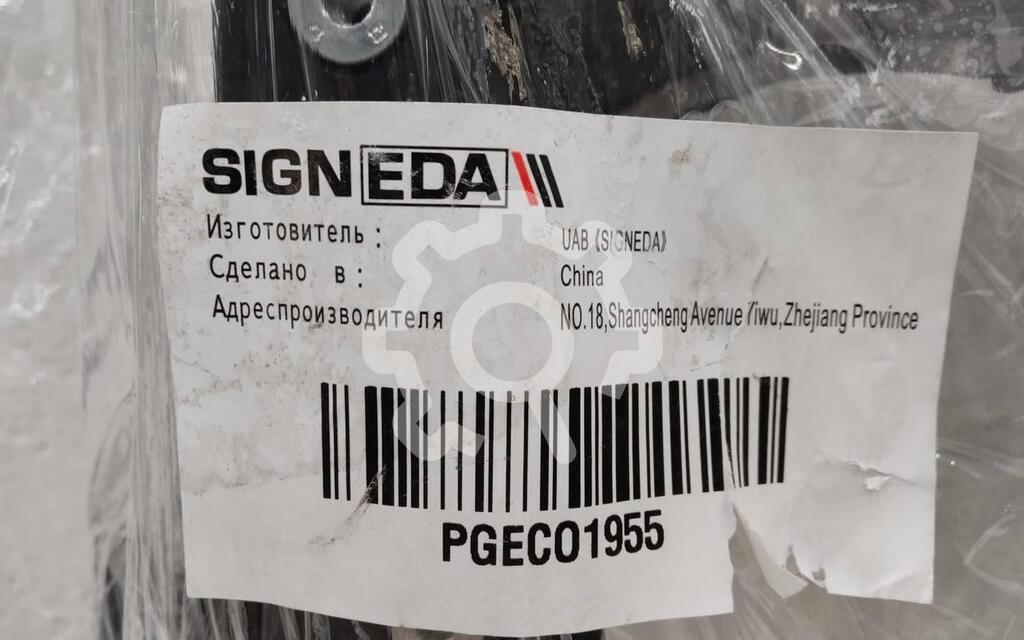 SIGNEDA
Изготовитель : UAB《SIGNEDA》
Сделано в : China
Адреспроизводителя NO.18,Shangcheng Avenue Yiwu,Zhejiang Province
PGECO1955